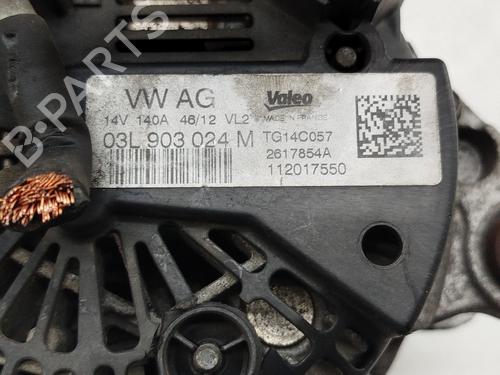 B-PARTS
VW AG
Valeo
MADE IN FRANCE
14V 140A 46/12 VL2
03L 903 024 M
TG14C057
2617854A
112017550